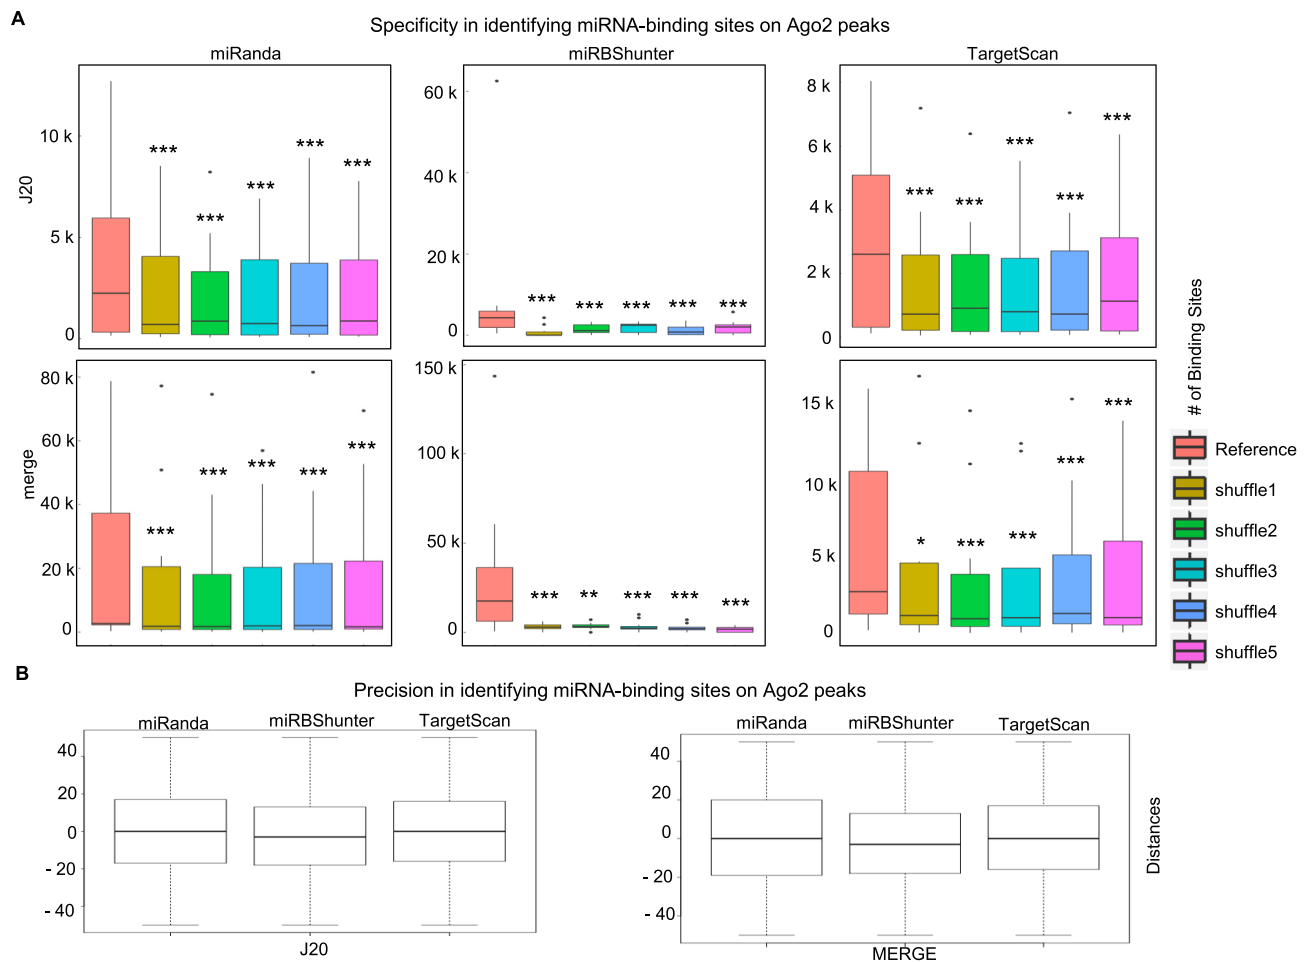 A
Specificity in identifying miRNA-binding sites on Ago2 peaks
miRanda
miRBShunter
TargetScan
J20
10 k
5 k
0
***
***
***
***
***
60 k
40 k
20 k
0
***
***
***
***
***
8 k
6 k
4 k
2 k
0
***
***
***
***
***
merge
80 k
60 k
40 k
20 k
0
***
***
***
***
***
150 k
100 k
50 k
0
***
**
***
***
***
15 k
10 k
5 k
0
*
***
***
***
***
# of Binding Sites
Reference
shuffle1
shuffle2
shuffle3
shuffle4
shuffle5
B
Precision in identifying miRNA-binding sites on Ago2 peaks
miRanda
miRBShunter
TargetScan
40
20
0
- 20
- 40
J20
miRanda
miRBShunter
TargetScan
40
20
0
- 20
- 40
MERGE
Distances